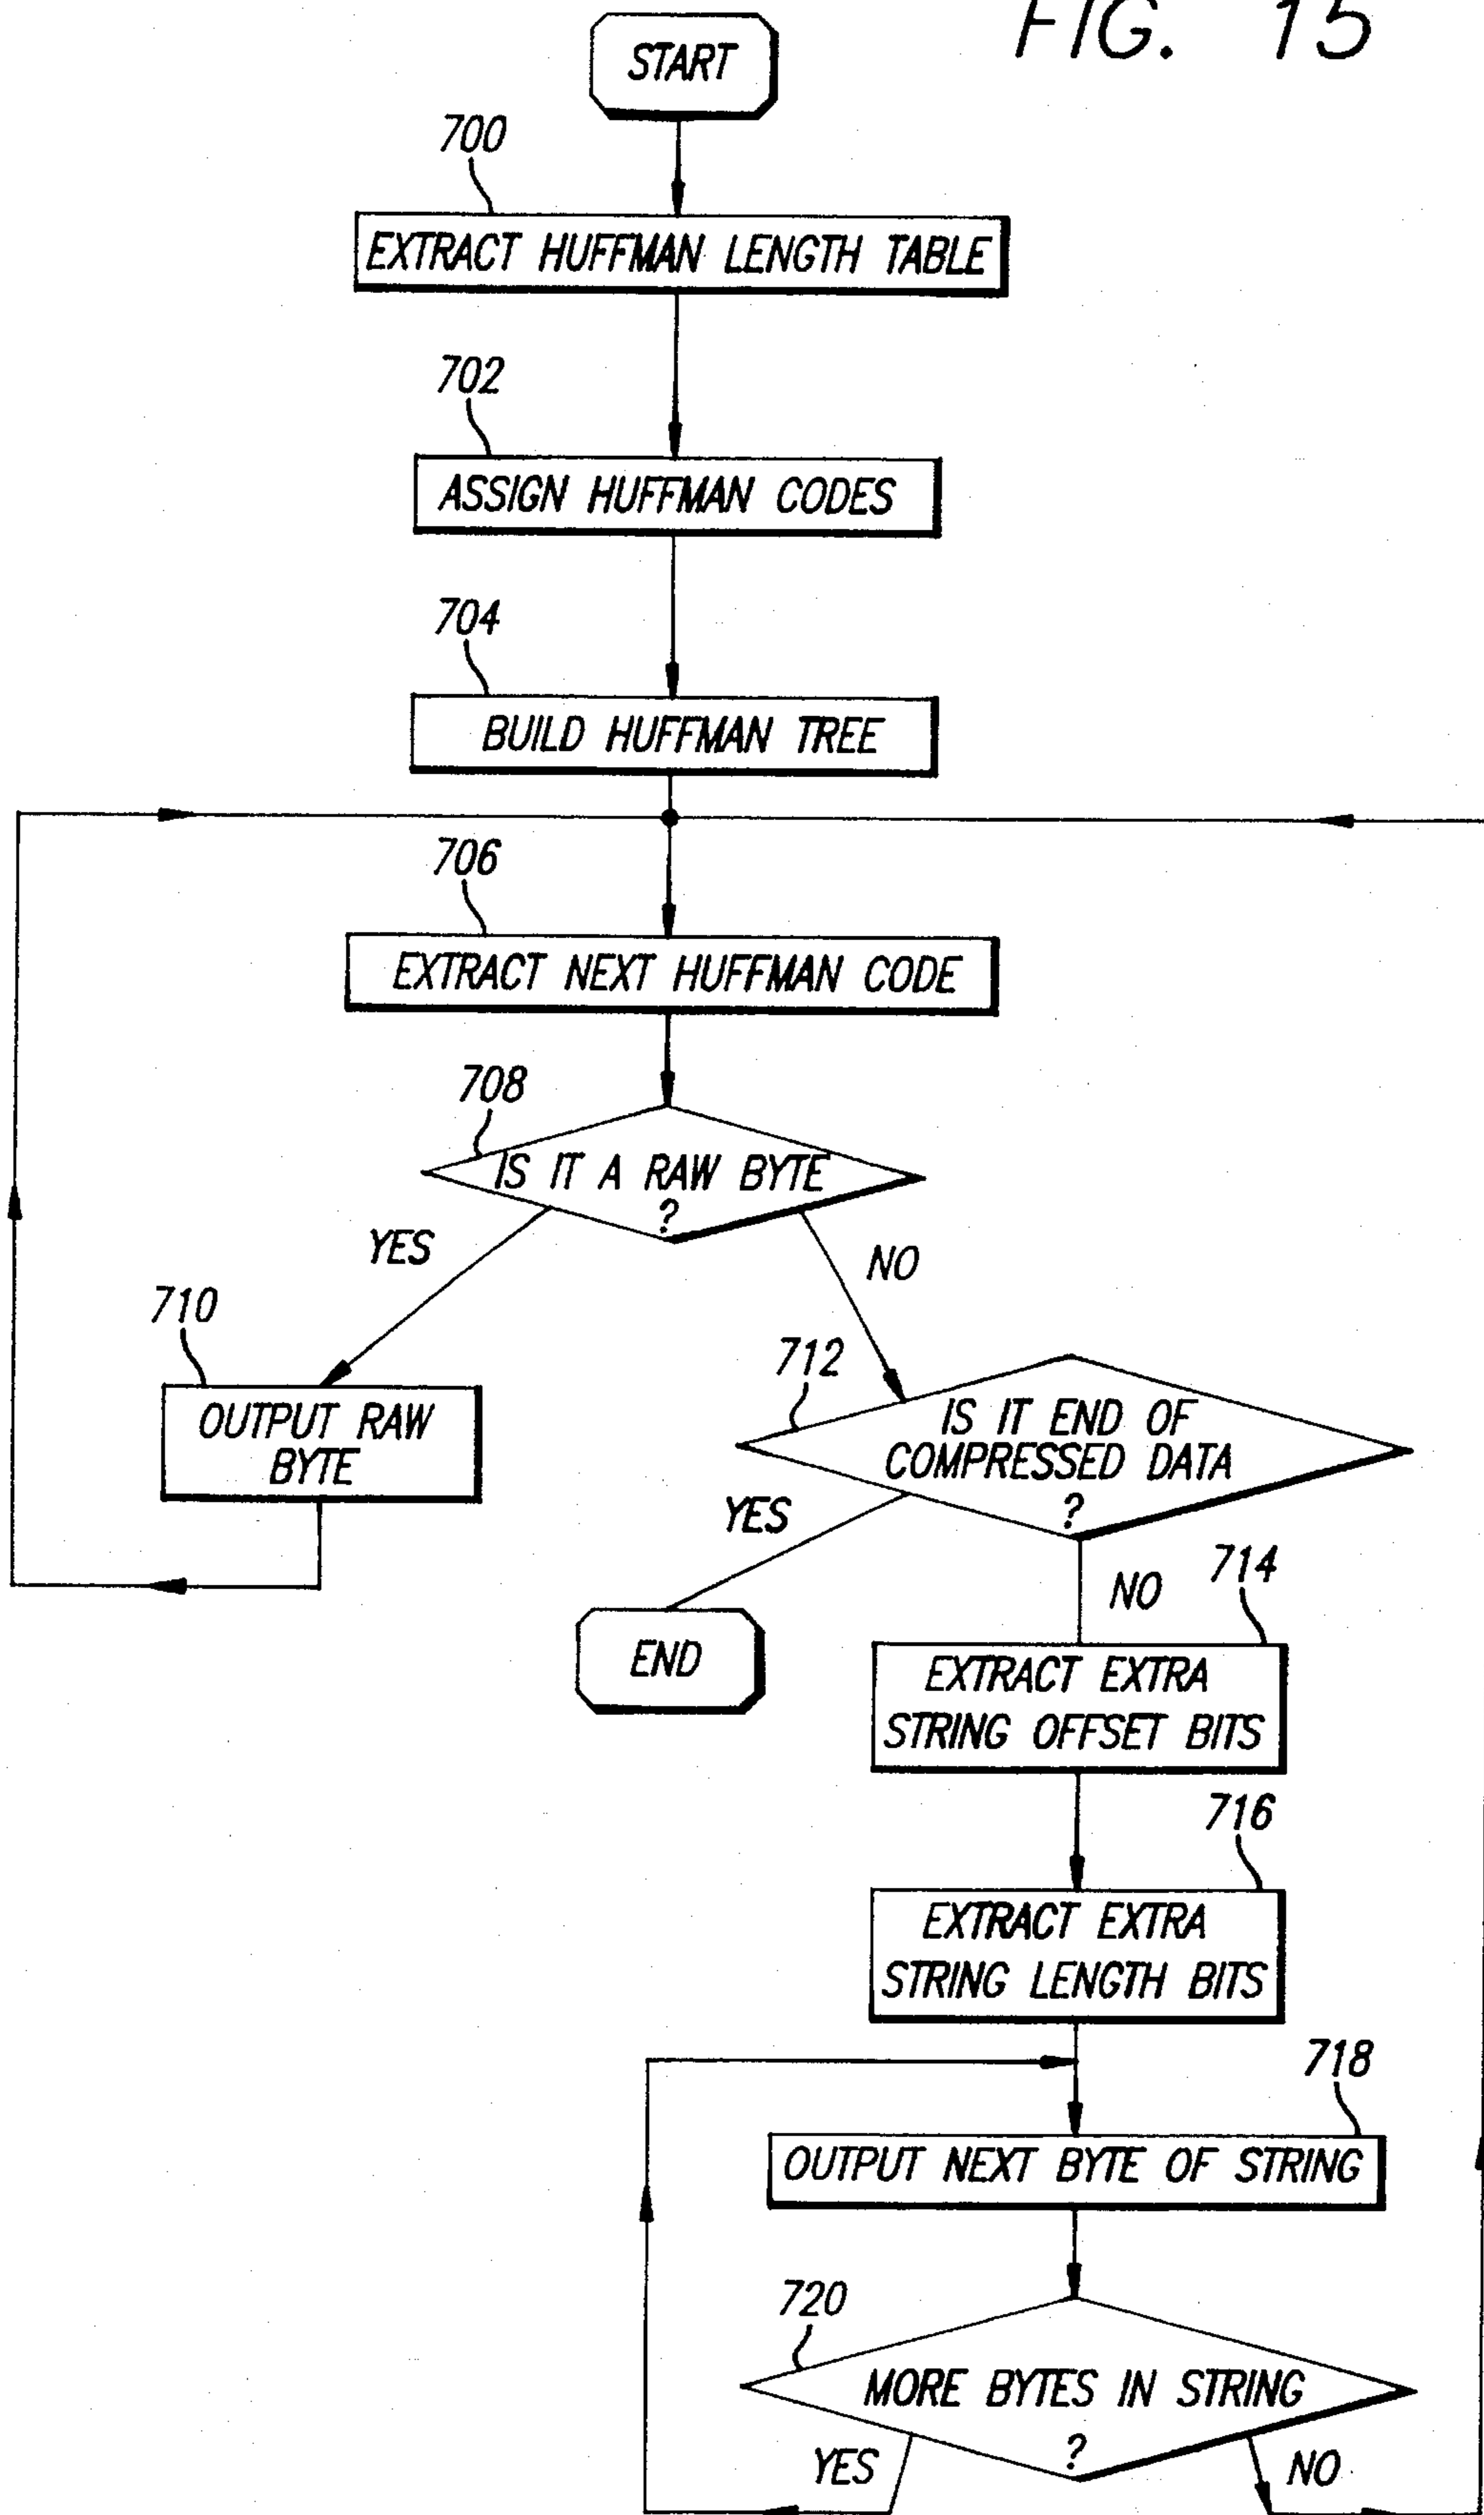 FIG. 15
START
700
EXTRACT HUFFMAN LENGTH TABLE
702
ASSIGN HUFFMAN CODES
704
BUILD HUFFMAN TREE
706
EXTRACT NEXT HUFFMAN CODE
708
IS IT A RAW BYTE
?
YES
NO
710
OUTPUT RAW
BYTE
712
IS IT END OF
COMPRESSED DATA
?
YES
NO
END
714
EXTRACT EXTRA
STRING OFFSET BITS
716
EXTRACT EXTRA
STRING LENGTH BITS
718
OUTPUT NEXT BYTE OF STRING
720
MORE BYTES IN STRING
?
YES
NO